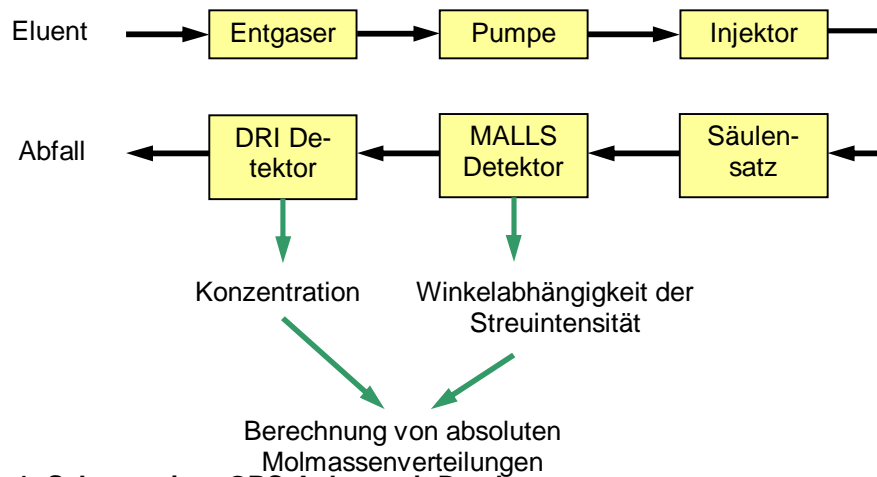 Eluent
Entgaser
Pumpe
Injektor
Abfall
DRI De-
tektor
MALLS
Detektor
Säulen-
satz
Konzentration
Winkelabhängigkeit der
Streuintensität
Berechnung von absoluten
Molmassenverteilungen